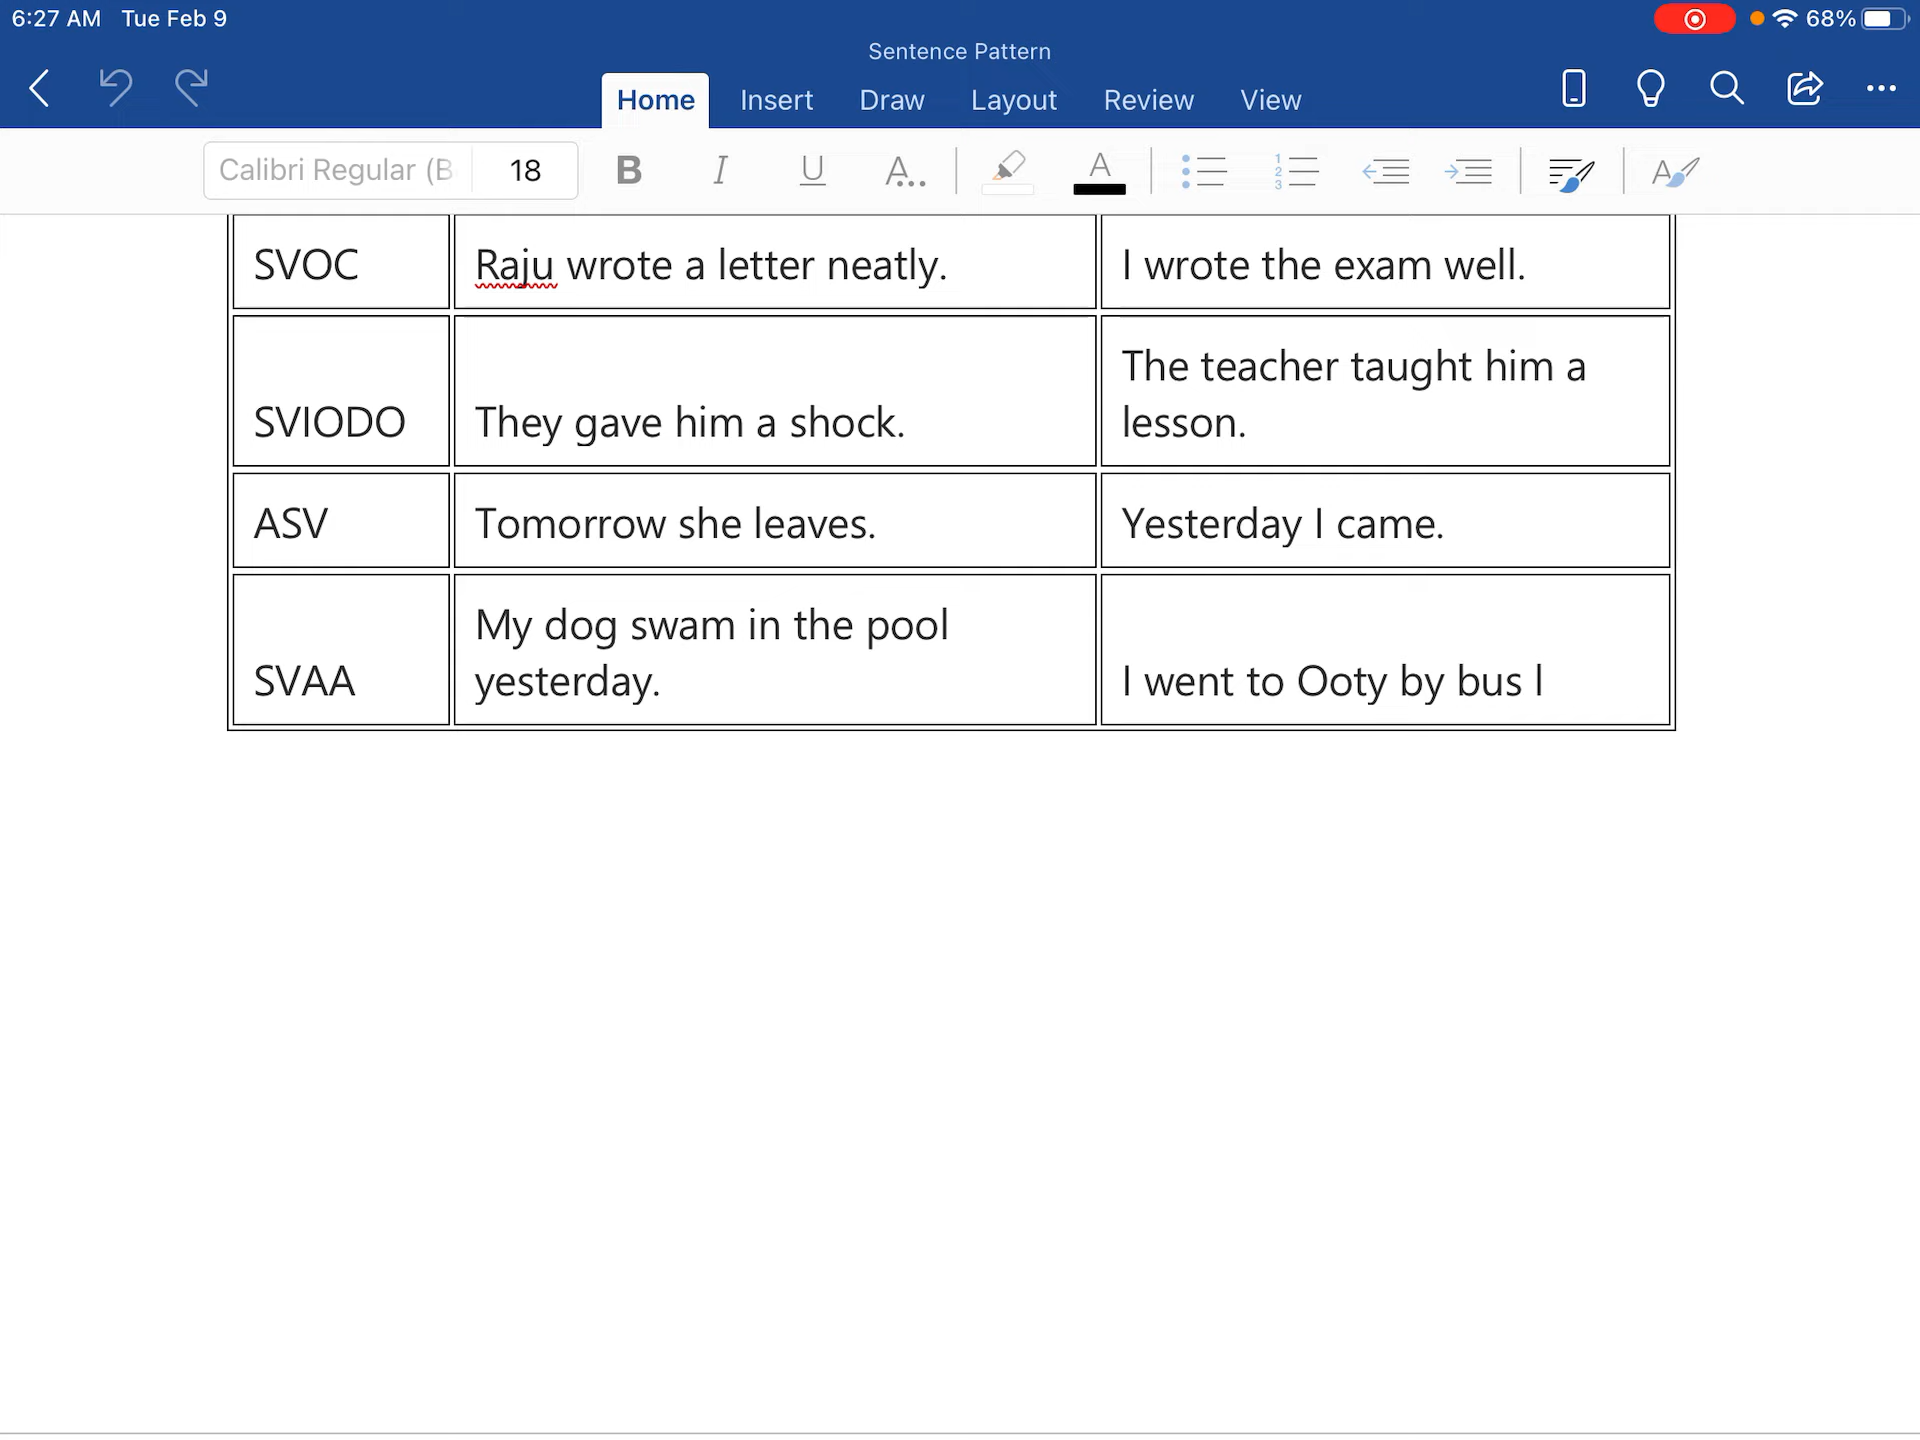 6:27 AM Tue Feb 9
68%
Sentence Pattern
Home Insert Draw Layout Review View
Calibri Regular (B 18 B I U A.. A
SVOC Raju wrote a letter neatly. I wrote the exam well.
The teacher taught him a
SVIODO They gave him a shock. lesson.
ASV Tomorrow she leaves. Yesterday I came.
My dog swam in the pool
SVAA yesterday. I went to Ooty by bus l